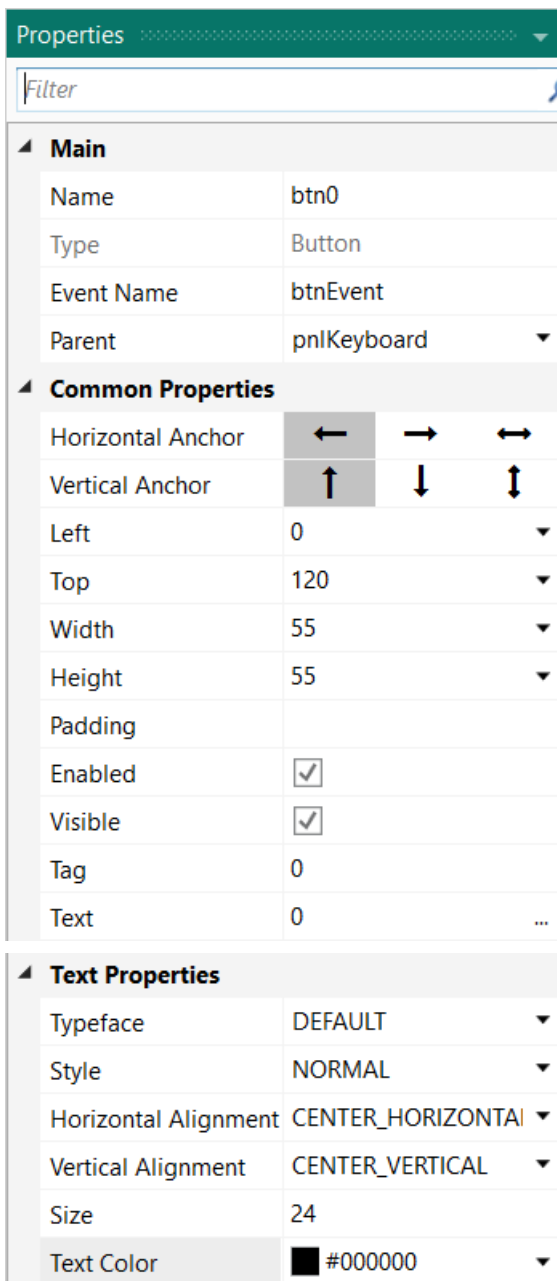 Properties
Filter
Main
Name btn0
Type Button
Event Name btnEvent
Parent pnlKeyboard
Common Properties
Horizontal Anchor
Vertical Anchor
Left 0
Top 120
Width 55
Height 55
Padding
Enabled
Visible
Tag 0
Text 0 ...
Text Properties
Typeface DEFAULT
Style NORMAL
Horizontal Alignment CENTER_HORIZONTAL
Vertical Alignment CENTER_VERTICAL
Size 24
Text Color #000000